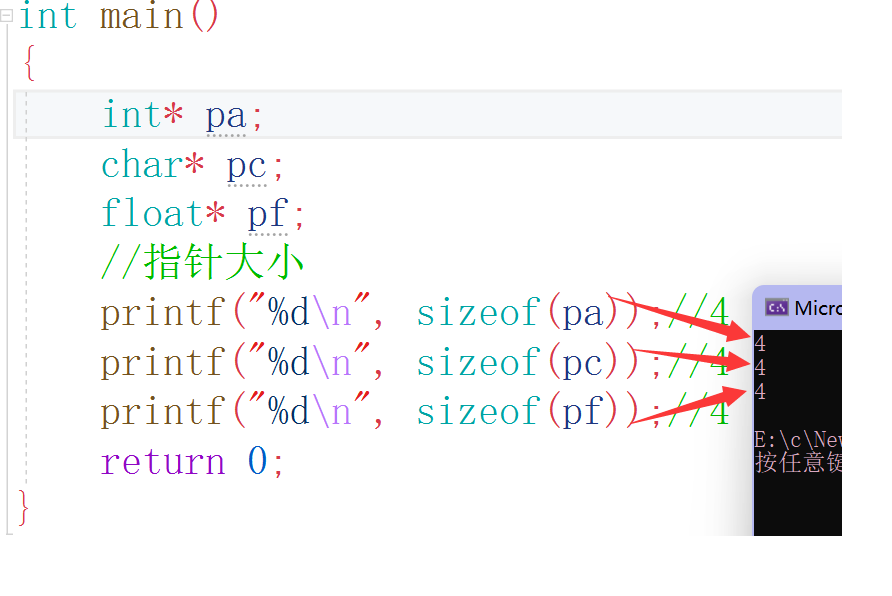 int main()
{
int* pa;
char* pc;
float* pf;
//指针大小
printf("%d\n", sizeof(pa));//4
printf("%d\n", sizeof(pc));//4
printf("%d\n", sizeof(pf));//4
return 0;
}
Micro
4
4
4
E:\c\New
按任意键